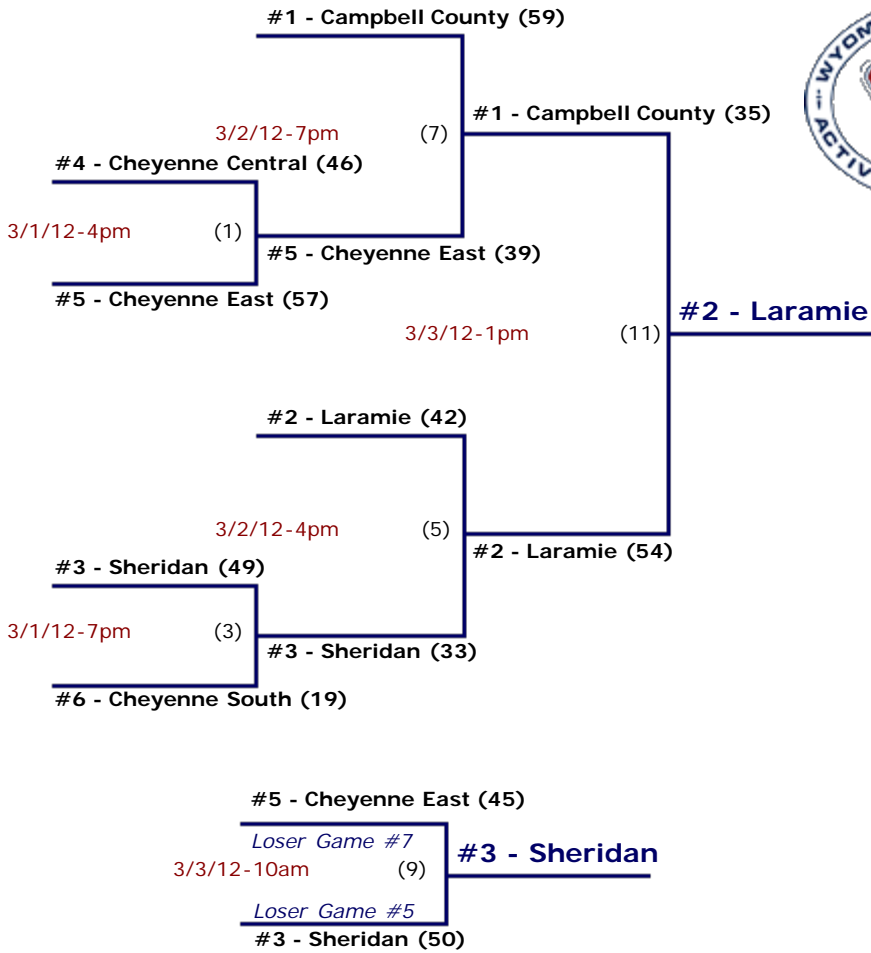 #1 - Campbell County (59)
WYOM
ACTIV
#1 - Campbell County (35)
3/2/12-7pm (7)
#4 - Cheyenne Central (46)
3/1/12-4pm (1)
#5 - Cheyenne East (39)
#5 - Cheyenne East (57)
#2 - Laramie
3/3/12-1pm (11)
#2 - Laramie (42)
3/2/12-4pm (5)
#2 - Laramie (54)
#3 - Sheridan (49)
3/1/12-7pm (3)
#3 - Sheridan (33)
#6 - Cheyenne South (19)
#5 - Cheyenne East (45)
Loser Game #7
#3 - Sheridan
3/3/12-10am (9)
Loser Game #5
#3 - Sheridan (50)